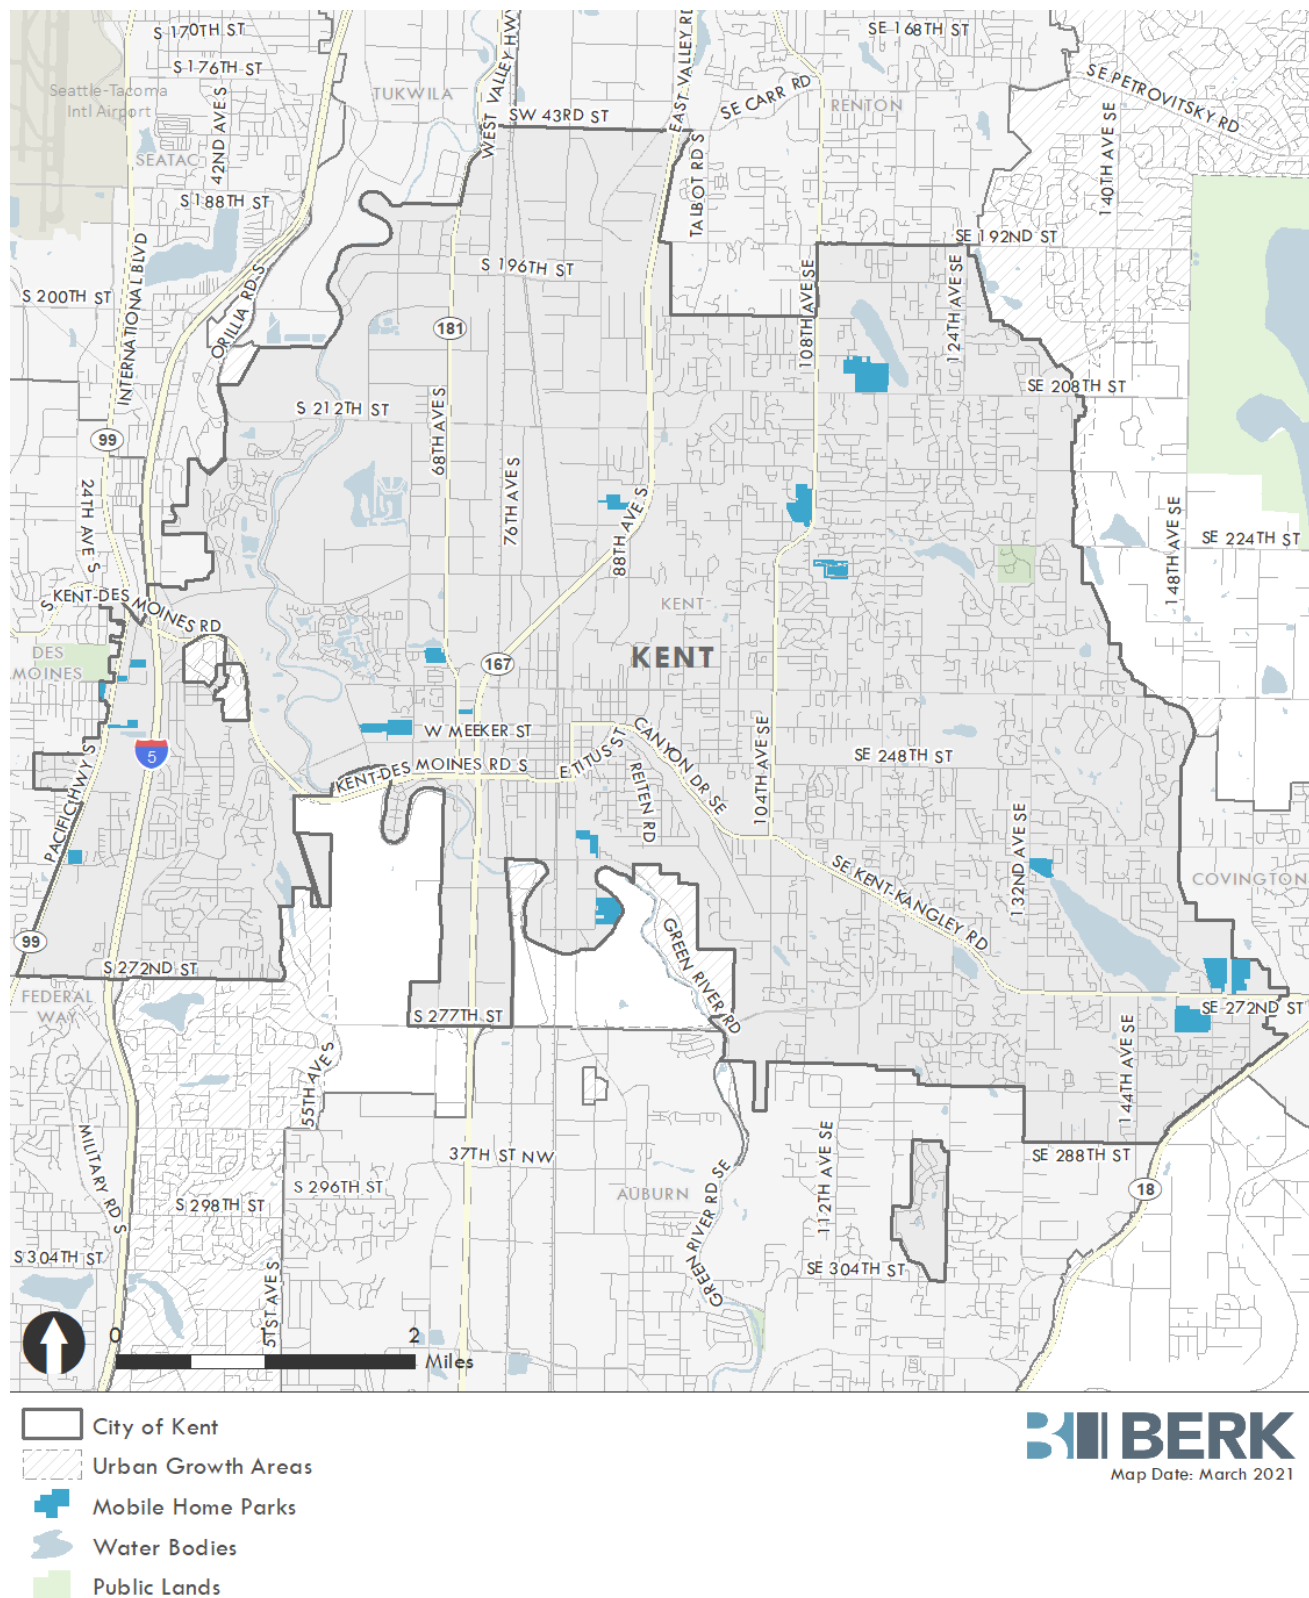 S 170TH ST
SE 168TH ST
S 176TH ST
Seattle-Tacoma
Intl Airport
42ND AVE S
TUKWILA
WEST VALLEY HWY
EAST VALLEY RD
SE CARR RD
RENTON
SE PETROVITSKY RD
140TH AVE SE
SW 43RD ST
TALBOT RD S
SEATAC
S 188TH ST
SE 192ND ST
INTERNATIONAL BLVD
S 196TH ST
S 200TH ST
ORILLIA RD S
181
108TH AVE SE
124TH AVE SE
SE 208TH ST
S 212TH ST
68TH AVE S
99
24TH AVE S
76TH AVE S
88TH AVE S
148TH AVE SE
SE 224TH ST
S KENT-DES MOINES RD
KENT
DES
MOINES
167
KENT
W MEEKER ST
CANYON DR SE
104TH AVE SE
SE 248TH ST
5
KENT-DES MOINES RD S
E TITUS ST
REITEN RD
PACIFIC HWY S
132ND AVE SE
SE KENT-KANGLEY RD
COVINGTON
99
GREEN RIVER RD
S 272ND ST
FEDERAL
WAY
SE 272ND ST
S 277TH ST
144TH AVE SE
55TH AVE S
MILITARY RD S
37TH ST NW
112TH AVE SE
SE 288TH ST
S 296TH ST
AUBURN
18
S 298TH ST
GREEN RIVER RD SE
S 304TH ST
SE 304TH ST
51ST AVE S
0 1 2
Miles
City of Kent
Urban Growth Areas
Mobile Home Parks
Water Bodies
Public Lands
BERK
Map Date: March 2021